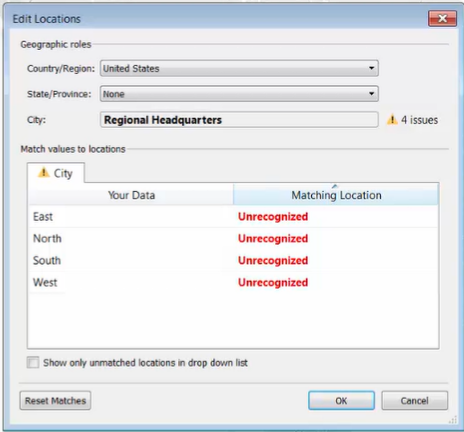 Edit Locations
Geographic roles
Country/Region: United States
State/Province: None
City: Regional Headquarters 4 issues
Match values to locations
City
Your Data Matching Location
East Unrecognized
North Unrecognized
South Unrecognized
West Unrecognized
Show only unmatched locations in drop down list
Reset Matches OK Cancel